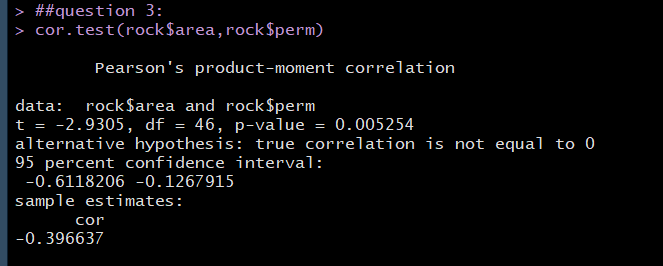 > ##question 3:
> cor.test(rock$area,rock$perm)
Pearson's product-moment correlation
data:  rock$area and rock$perm
t = -2.9305, df = 46, p-value = 0.005254
alternative hypothesis: true correlation is not equal to 0
95 percent confidence interval:
 -0.6118206 -0.1267915
sample estimates:
cor
-0.396637